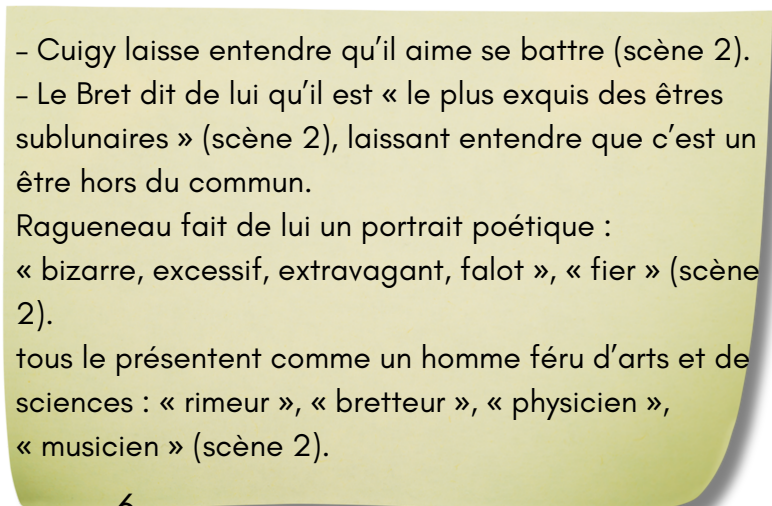 – Cuigy laisse entendre qu’il aime se battre (scène 2).
– Le Bret dit de lui qu’il est « le plus exquis des êtres
sublunaires » (scène 2), laissant entendre que c’est un
être hors du commun.
Ragueneau fait de lui un portrait poétique :
« bizarre, excessif, extravagant, falot », « fier » (scène
2).
tous le présentent comme un homme féru d’arts et de
sciences : « rimeur », « bretteur », « physicien »,
« musicien » (scène 2).